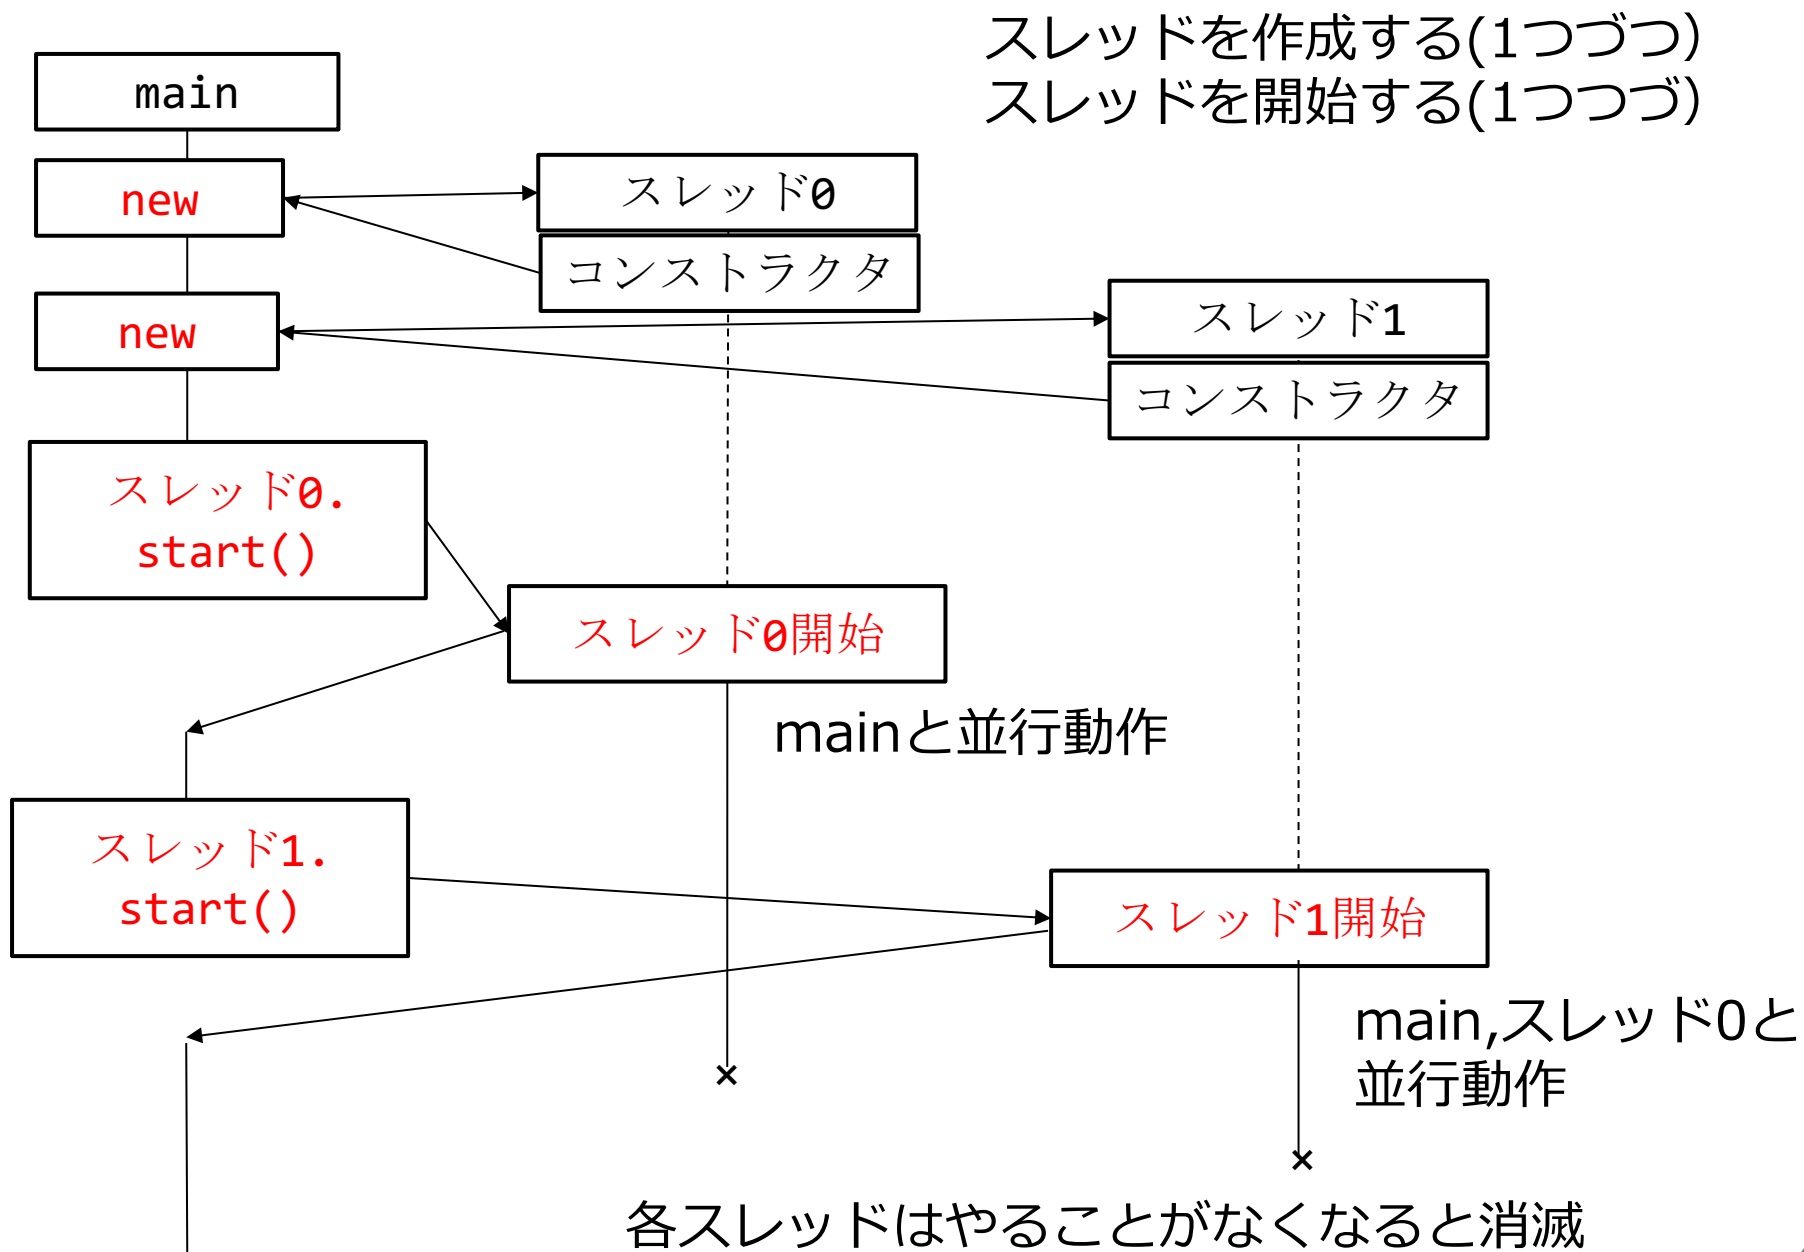 スレッドを作成する(1つづつ)
スレッドを開始する(1つつづ)
main
new
スレッド0
コンストラクタ
new
スレッド1
コンストラクタ
スレッド0.
start()
スレッド0開始
mainと並行動作
スレッド1.
start()
スレッド1開始
main,スレッド0と
並行動作
×
×
各スレッドはやることがなくなると消滅